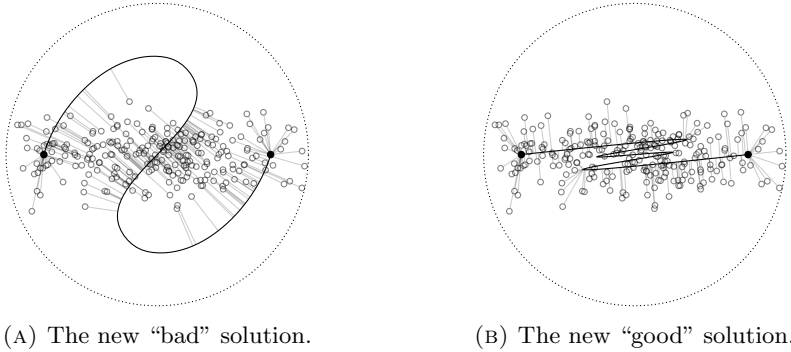 (A) The new “bad” solution.
(B) The new “good” solution.